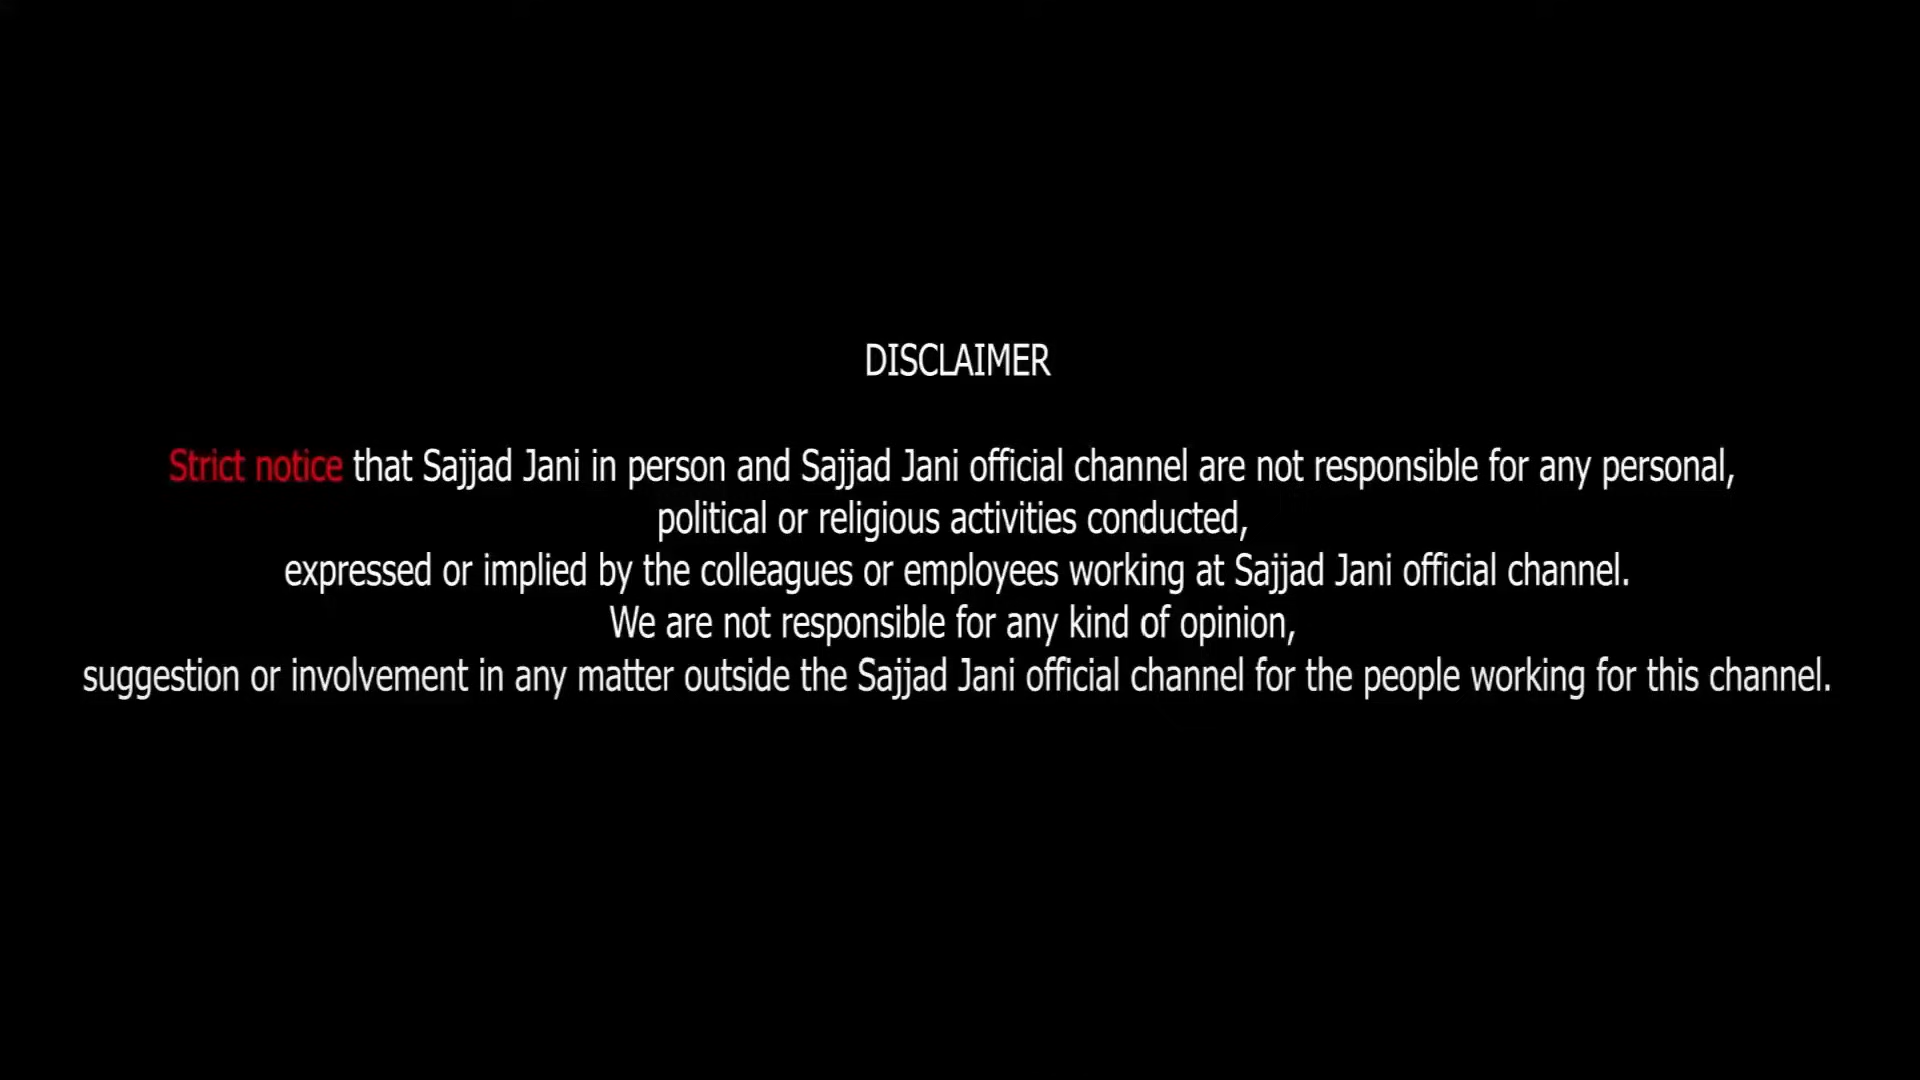 DISCLAIMER
Strict notice that Sajjad Jani in person and Sajjad Jani official channel are not responsible for any personal,
political or religious activities conducted,
expressed or implied by the colleagues or employees working at Sajjad Jani official channel.
We are not responsible for any kind of opinion,
suggestion or involvement in any matter outside the Sajjad Jani official channel for the people working for this channel.